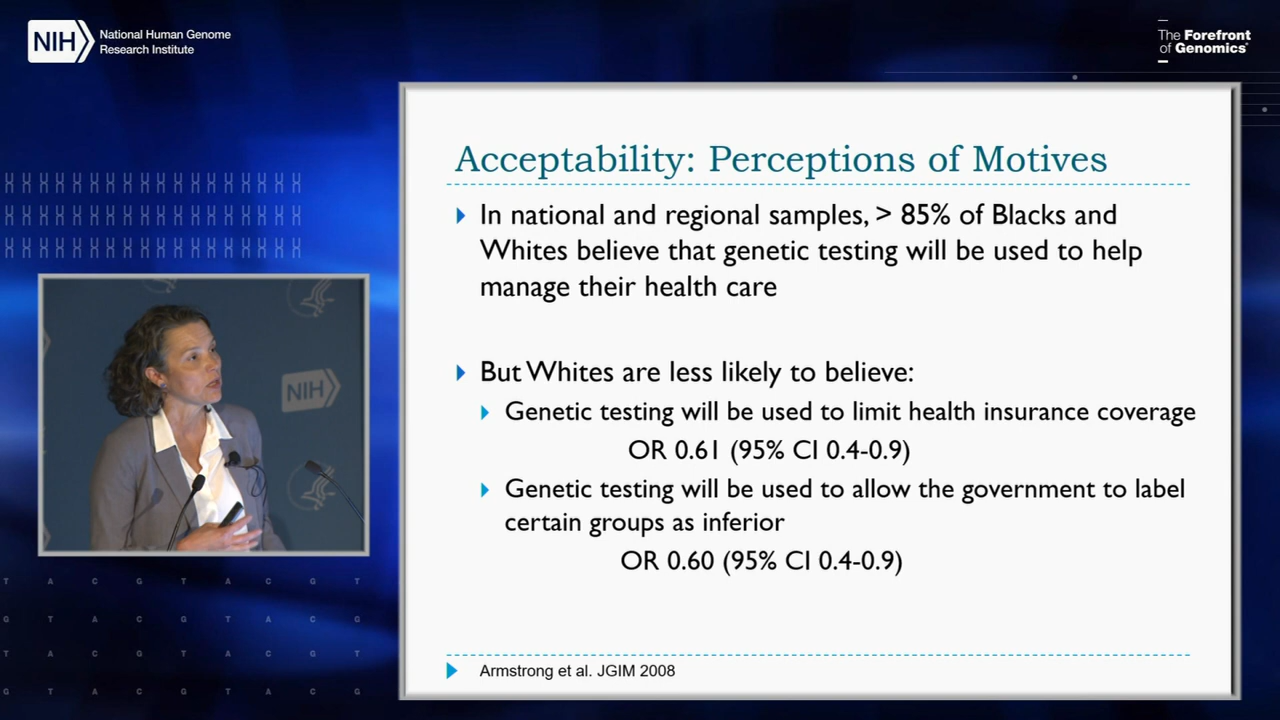 NIH
National Human Genome
Research Institute
The Forefront
of Genomics®
Acceptability: Perceptions of Motives
In national and regional samples, > 85% of Blacks and
Whites believe that genetic testing will be used to help
manage their health care
But Whites are less likely to believe:
Genetic testing will be used to limit health insurance coverage
OR 0.61 (95% CI 0.4-0.9)
Genetic testing will be used to allow the government to label
certain groups as inferior
OR 0.60 (95% CI 0.4-0.9)
Armstrong et al. JGIM 2008
NIH
T A C G T A C G T
G T A C G T A C G
T A C G T A C G T
G T A C G T A C G